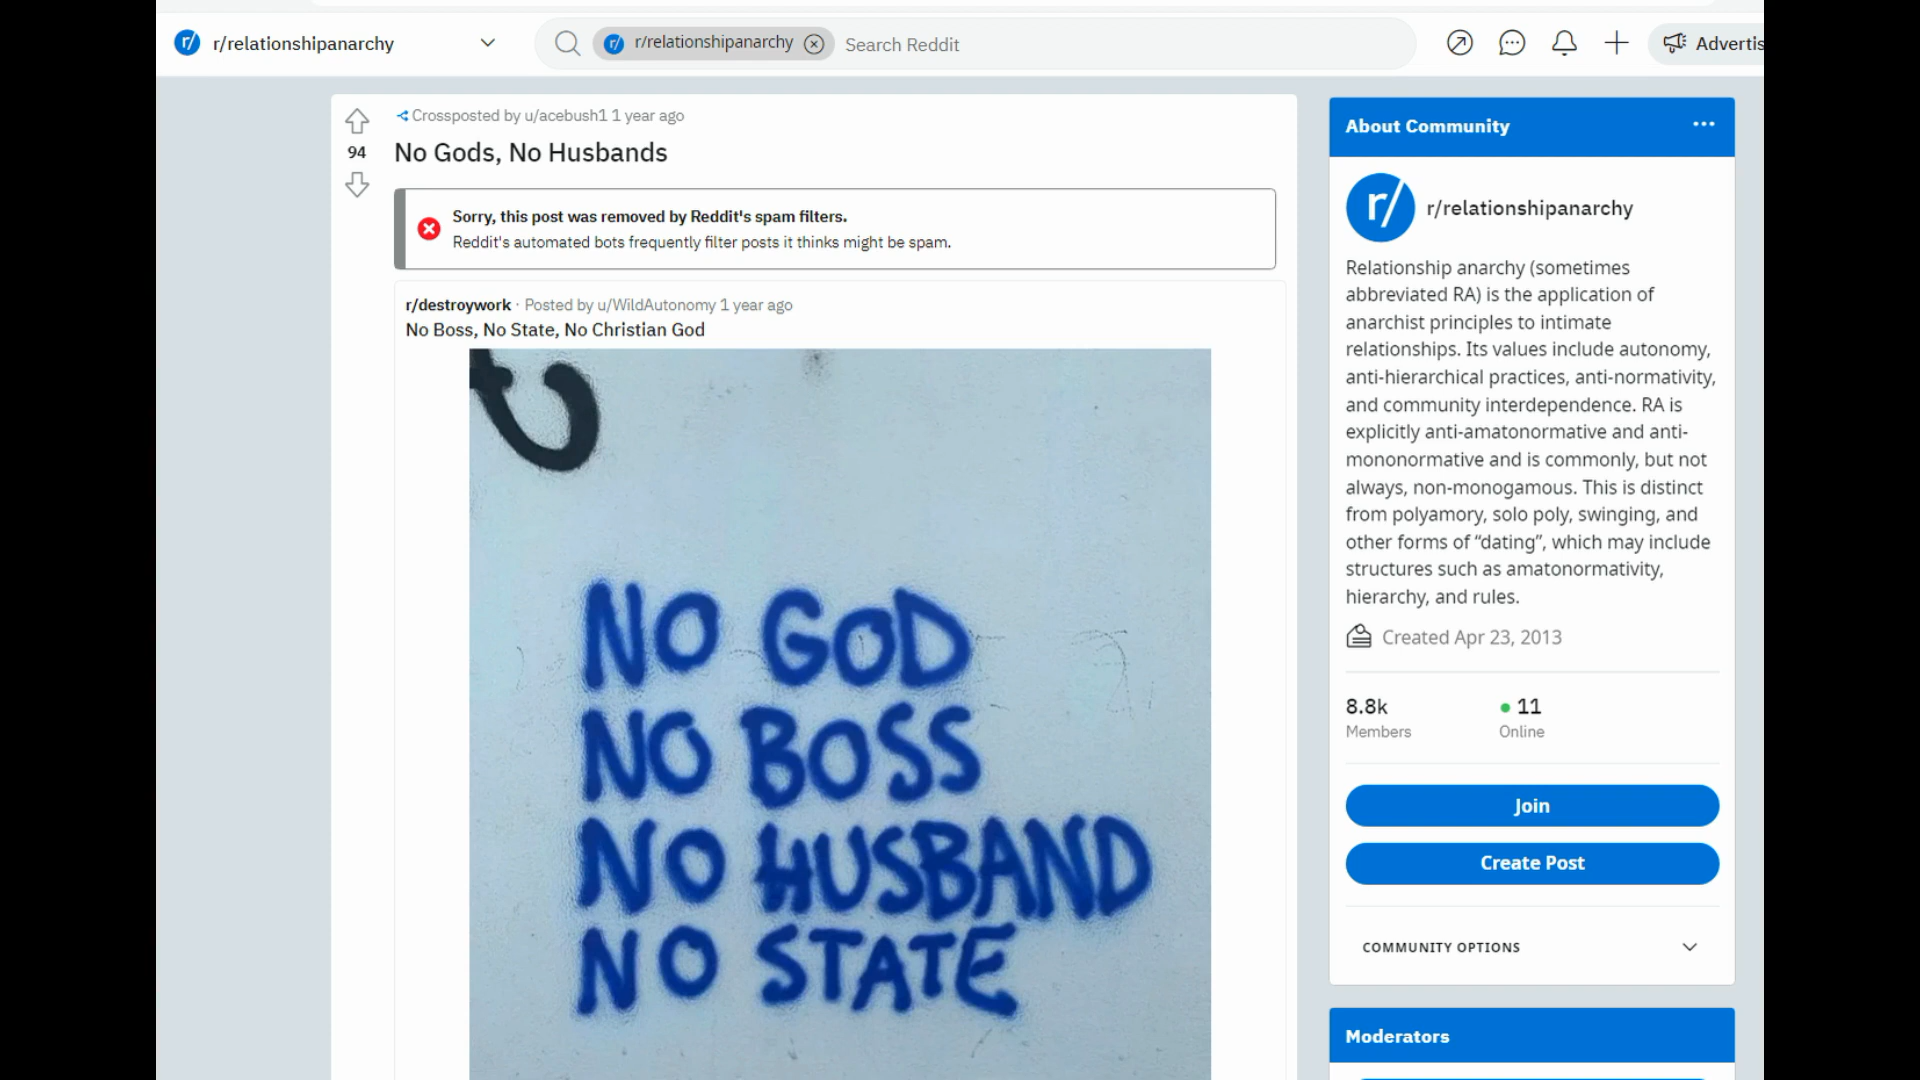 r/relationshipanarchy
r/relationshipanarchy
Search Reddit
Advertis
94
Crossposted by u/acebush1 1 year ago
No Gods, No Husbands
Sorry, this post was removed by Reddit's spam filters.
Reddit's automated bots frequently filter posts it thinks might be spam.
r/destroywork · Posted by u/WildAutonomy 1 year ago
No Boss, No State, No Christian God
NO GOD
NO BOSS
NO HUSBAND
NO STATE
About Community
r/
r/relationshipanarchy
Relationship anarchy (sometimes
abbreviated RA) is the application of
anarchist principles to intimate
relationships. Its values include autonomy,
anti-hierarchical practices, anti-normativity,
and community interdependence. RA is
explicitly anti-amatonormative and anti-
mononormative and is commonly, but not
always, non-monogamous. This is distinct
from polyamory, solo poly, swinging, and
other forms of “dating”, which may include
structures such as amatonormativity,
hierarchy, and rules.
Created Apr 23, 2013
8.8k
Members
11
Online
Join
Create Post
COMMUNITY OPTIONS
Moderators